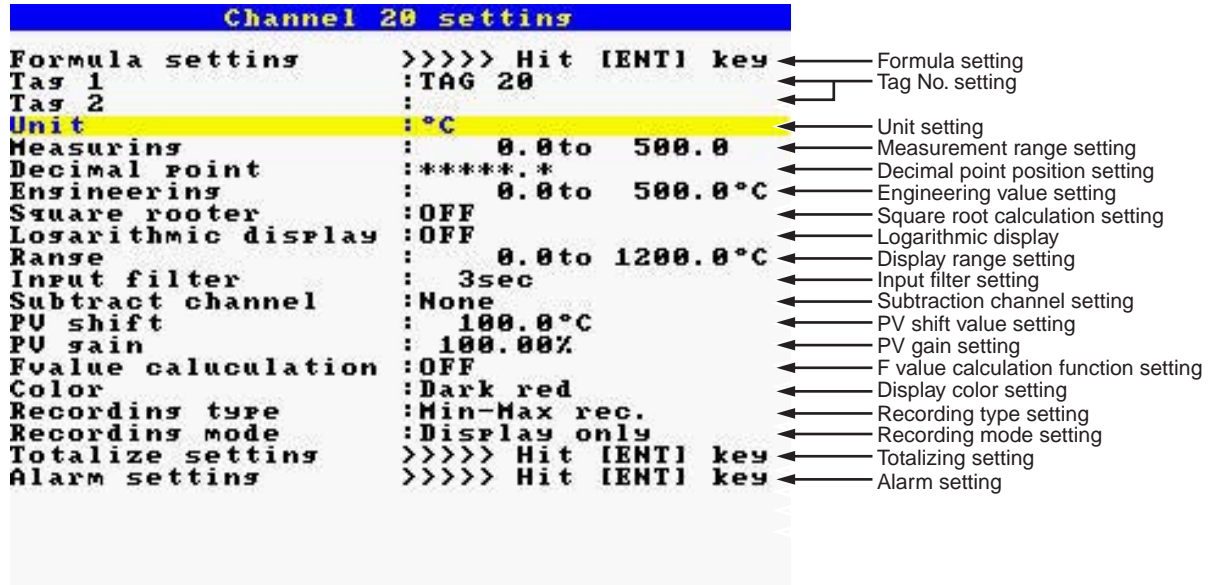 Channel 20 setting
Formula setting >>>>> Hit [ENT] key Formula setting
Tag 1 :TAG 20 Tag No. setting
Tag 2 :
Unit :°C Unit setting
Measuring : 0.0to 500.0 Measurement range setting
Decimal point :*****.* Decimal point position setting
Engineering : 0.0to 500.0°C Engineering value setting
Square rooter :OFF Square root calculation setting
Logarithmic display :OFF Logarithmic display
Range : 0.0to 1200.0°C Display range setting
Input filter : 3sec Input filter setting
Subtract channel :None Subtraction channel setting
PV shift : 100.0°C PV shift value setting
PV gain : 100.00% PV gain setting
Fvalue caluculation :OFF F value calculation function setting
Color :Dark red Display color setting
Recording type :Min-Max rec. Recording type setting
Recording mode :Display only Recording mode setting
Totalize setting >>>>> Hit [ENT] key Totalizing setting
Alarm setting >>>>> Hit [ENT] key Alarm setting